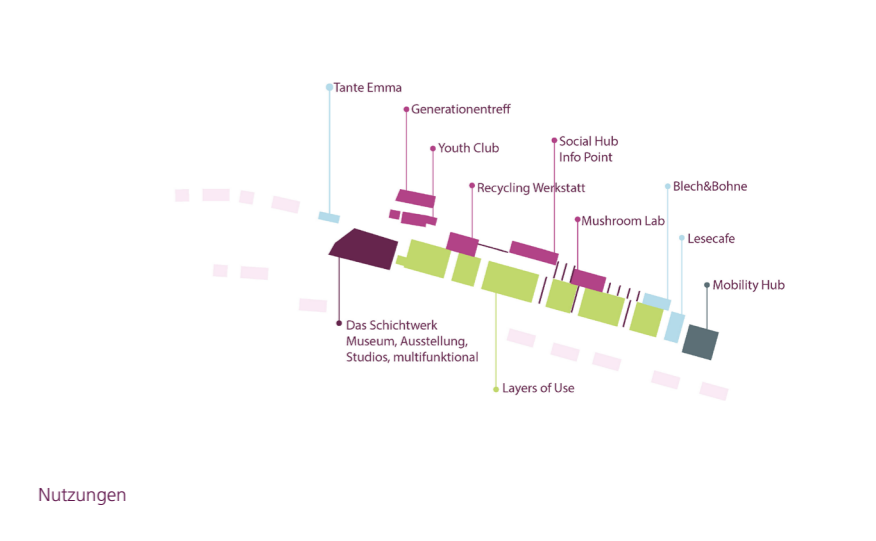 Tante Emma
Generationentreff
Youth Club
Social Hub
Info Point
Recycling Werkstatt
Blech&Bohne
Mushroom Lab
Lesecafe
Mobility Hub
Das Schichtwerk
Museum, Ausstellung,
Studios, multifunktional
Layers of Use
Nutzungen